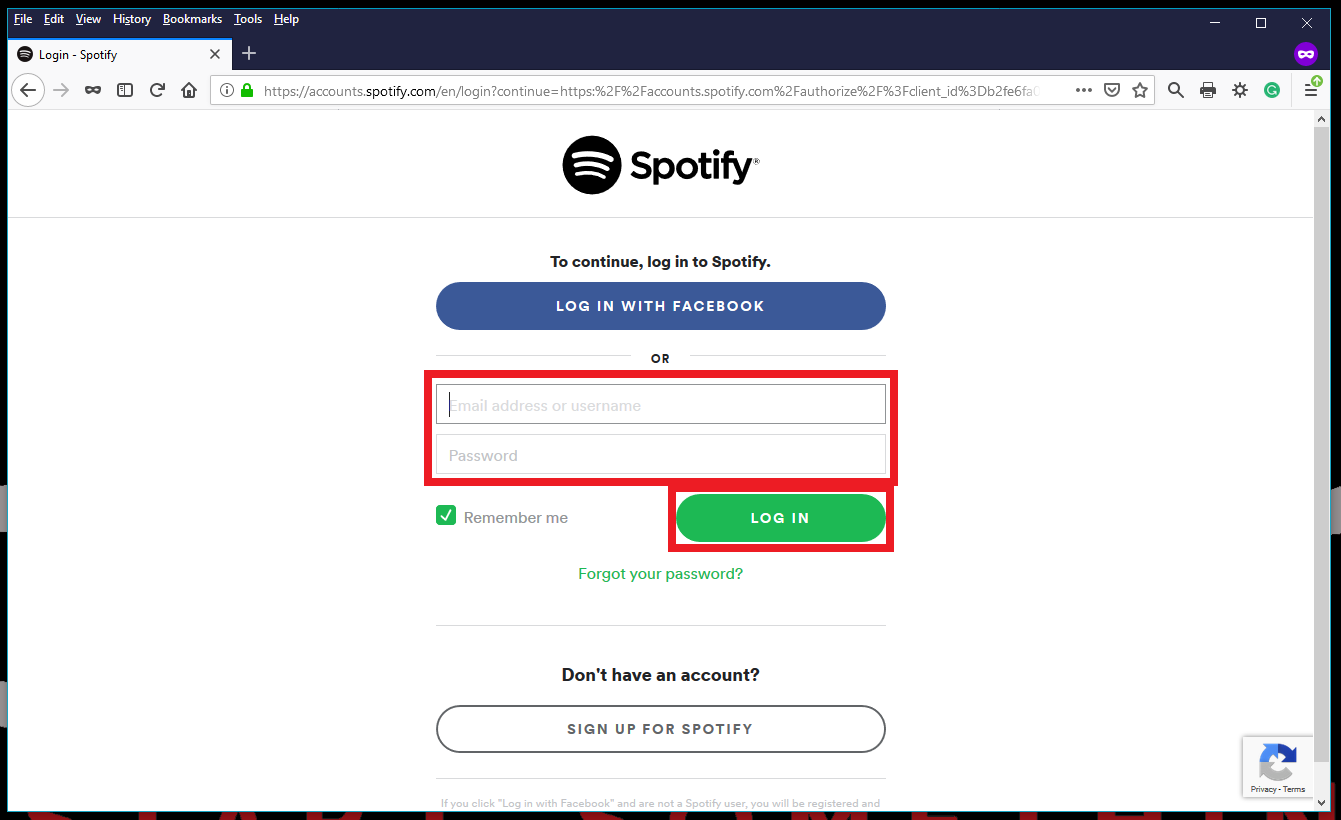 File Edit View History Bookmarks Tools Help
Login - Spotify
https://accounts.spotify.com/en/login?continue=https:%2F%2Faccounts.spotify.com%2Fauthorize%2F%3Fclient_id%3Db2fe6fa
Spotify®
To continue, log in to Spotify.
LOG IN WITH FACEBOOK
OR
Email address or username
Password
Remember me
LOG IN
Forgot your password?
Don't have an account?
SIGN UP FOR SPOTIFY
Privacy - Terms
If you click "Log in with Facebook" and are not a Spotify user, you will be registered and